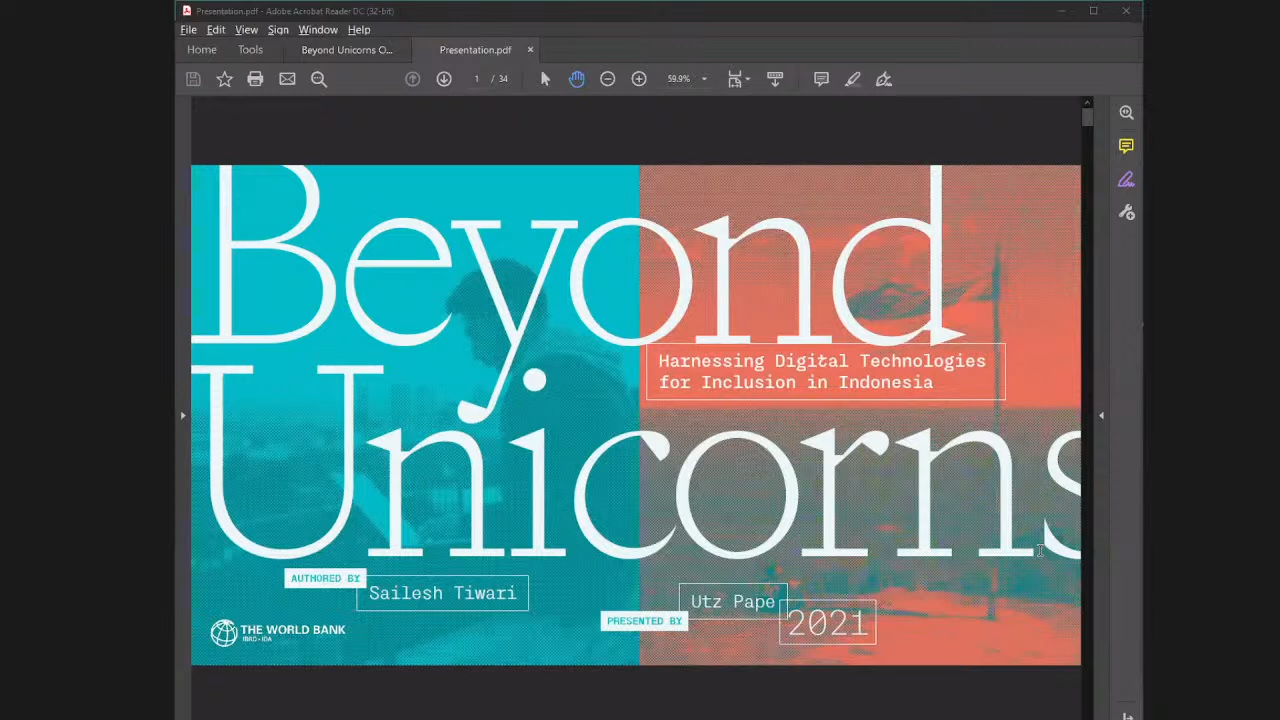 Presentation.pdf - Adobe Acrobat Reader DC (32-bit)
File Edit View Sign Window Help
Home Tools Beyond Unicorns O... Presentation.pdf
1 / 34 59.9%
Beyond
Harnessing Digital Technologies
for Inclusion in Indonesia
Unicorns
AUTHORED BY
Sailesh Tiwari
Utz Pape
PRESENTED BY
2021
THE WORLD BANK
IBRD • IDA